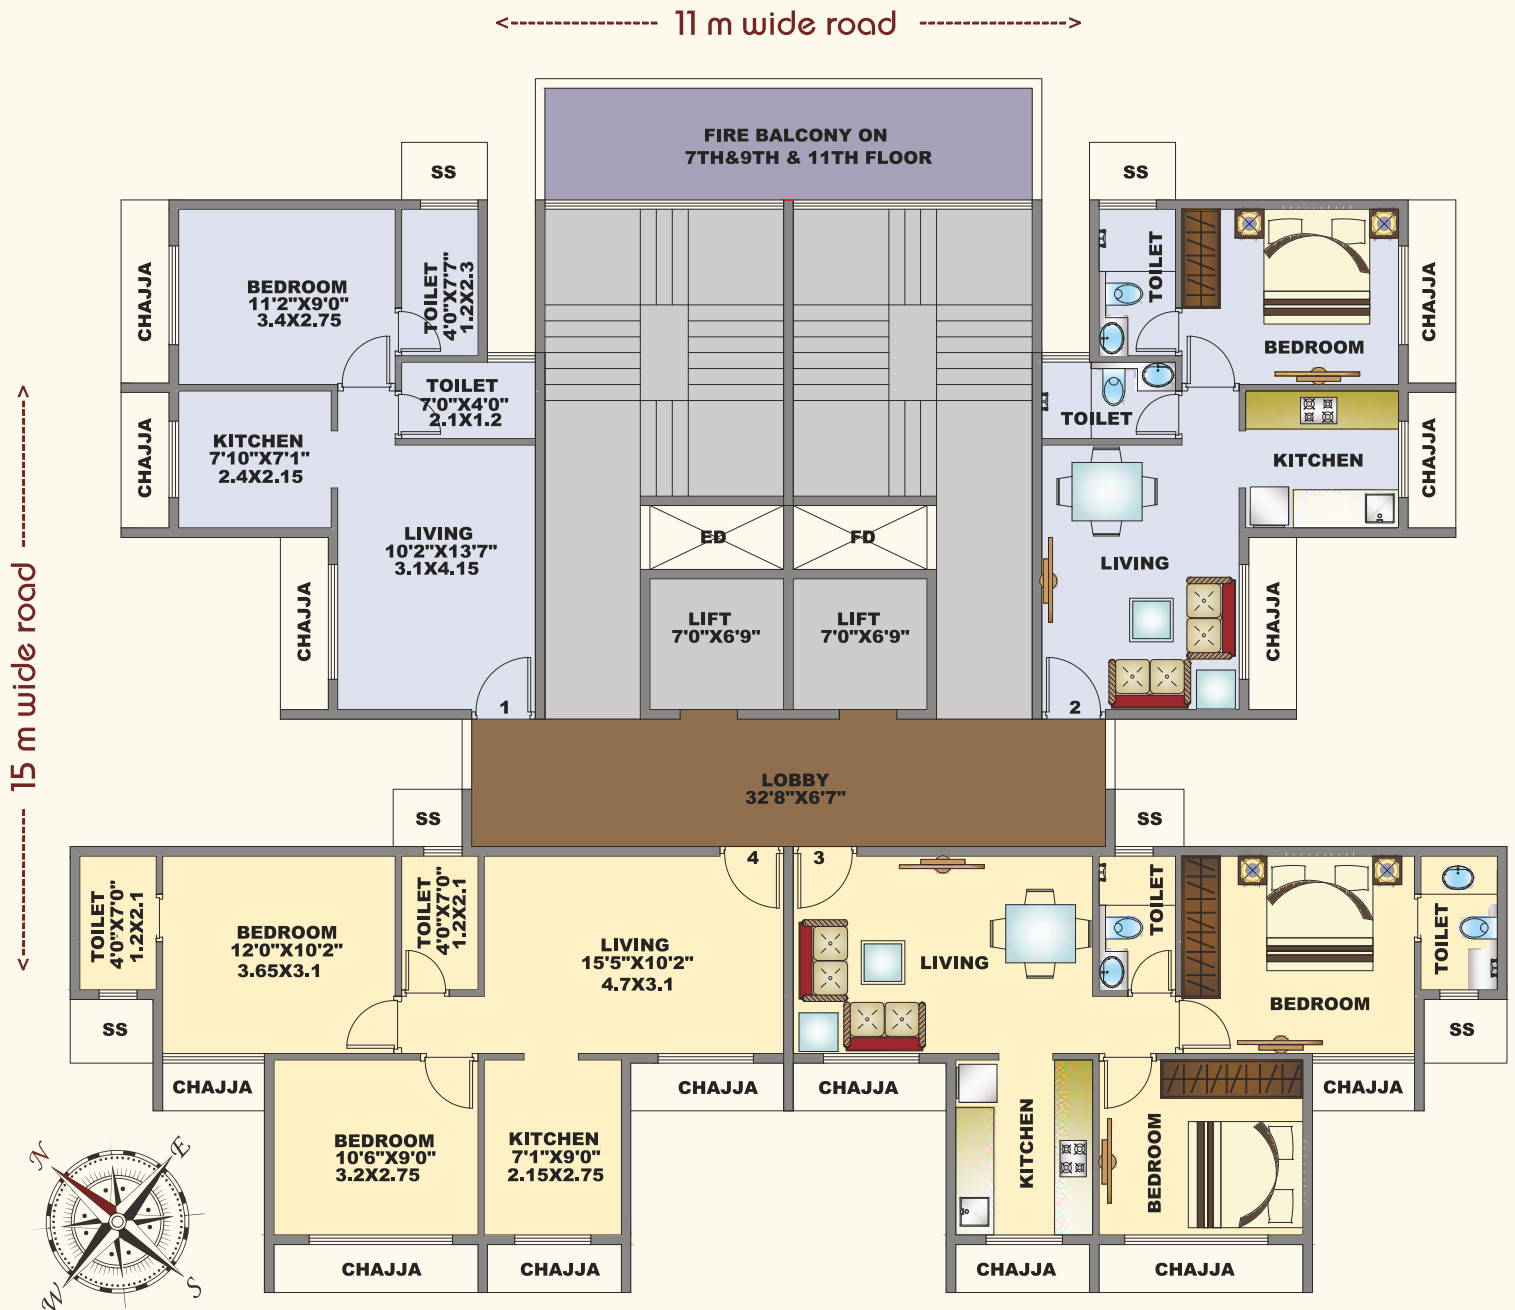 11 m wide road
FIRE BALCONY ON
7TH&9TH & 11TH FLOOR
SS
SS
CHAJJA
BEDROOM
11'2"X9'0"
3.4X2.75
TOILET
4'0"X7'7"
1.2X2.3
TOILET
BEDROOM
CHAJJA
TOILET
7'0"X4'0"
2.1X1.2
TOILET
CHAJJA
KITCHEN
7'10"X7'1"
2.4X2.15
KITCHEN
CHAJJA
LIVING
10'2"X13'7"
3.1X4.15
ED
FD
LIVING
CHAJJA
LIFT
7'0"X6'9"
LIFT
7'0"X6'9"
CHAJJA
1
2
15 m wide road
LOBBY
32'8"X6'7"
SS
SS
4
3
TOILET
4'0"X7'0"
1.2X2.1
BEDROOM
12'0"X10'2"
3.65X3.1
TOILET
4'0"X7'0"
1.2X2.1
LIVING
15'5"X10'2"
4.7X3.1
LIVING
TOILET
BEDROOM
TOILET
SS
SS
CHAJJA
CHAJJA
CHAJJA
CHAJJA
BEDROOM
10'6"X9'0"
3.2X2.75
KITCHEN
7'1"X9'0"
2.15X2.75
KITCHEN
BEDROOM
CHAJJA
CHAJJA
CHAJJA
CHAJJA
N
E
W
S